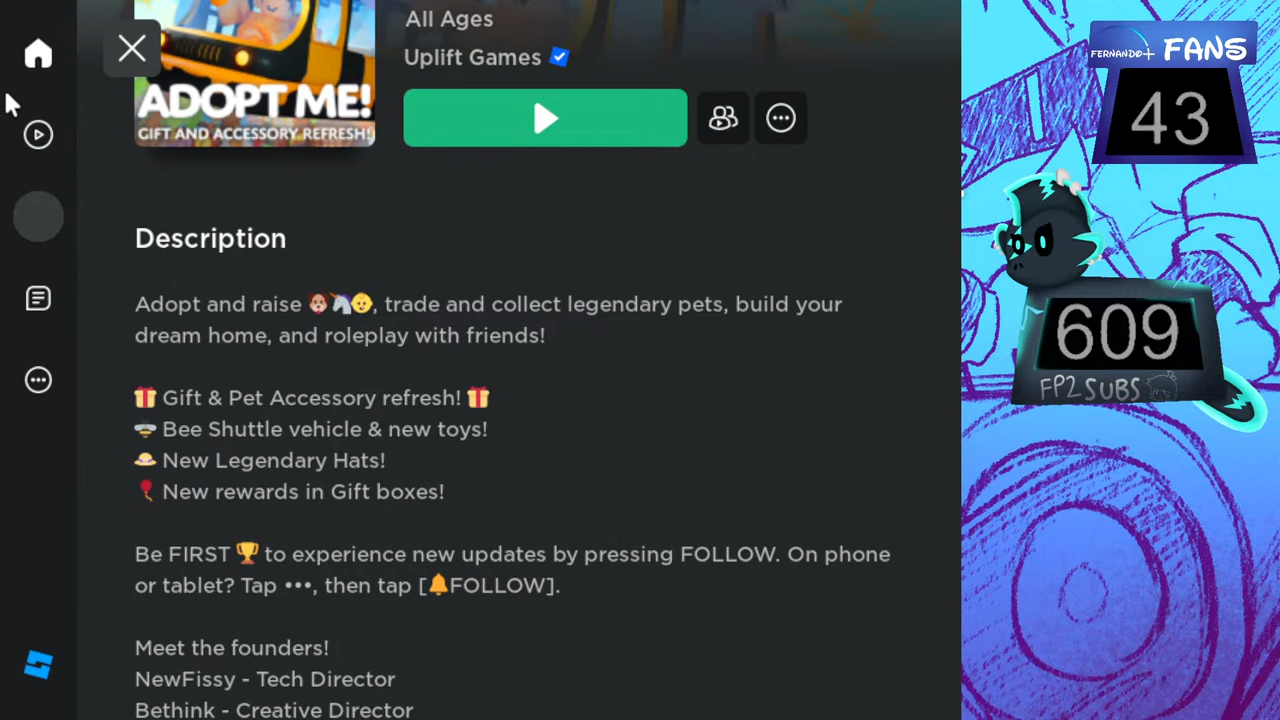 All Ages
Uplift Games
ADOPT ME!
GIFT AND ACCESSORY REFRESH!
Description
Adopt and raise 🐶🦄👶, trade and collect legendary pets, build your
dream home, and roleplay with friends!
🎁 Gift & Pet Accessory refresh! 🎁
🐝 Bee Shuttle vehicle & new toys!
👒 New Legendary Hats!
🎈 New rewards in Gift boxes!
Be FIRST 🏆 to experience new updates by pressing FOLLOW. On phone
or tablet? Tap •••, then tap [🔔FOLLOW].
Meet the founders!
NewFissy - Tech Director
Bethink - Creative Director
FERNANDO+ FANS
43
609
FP2SUBS